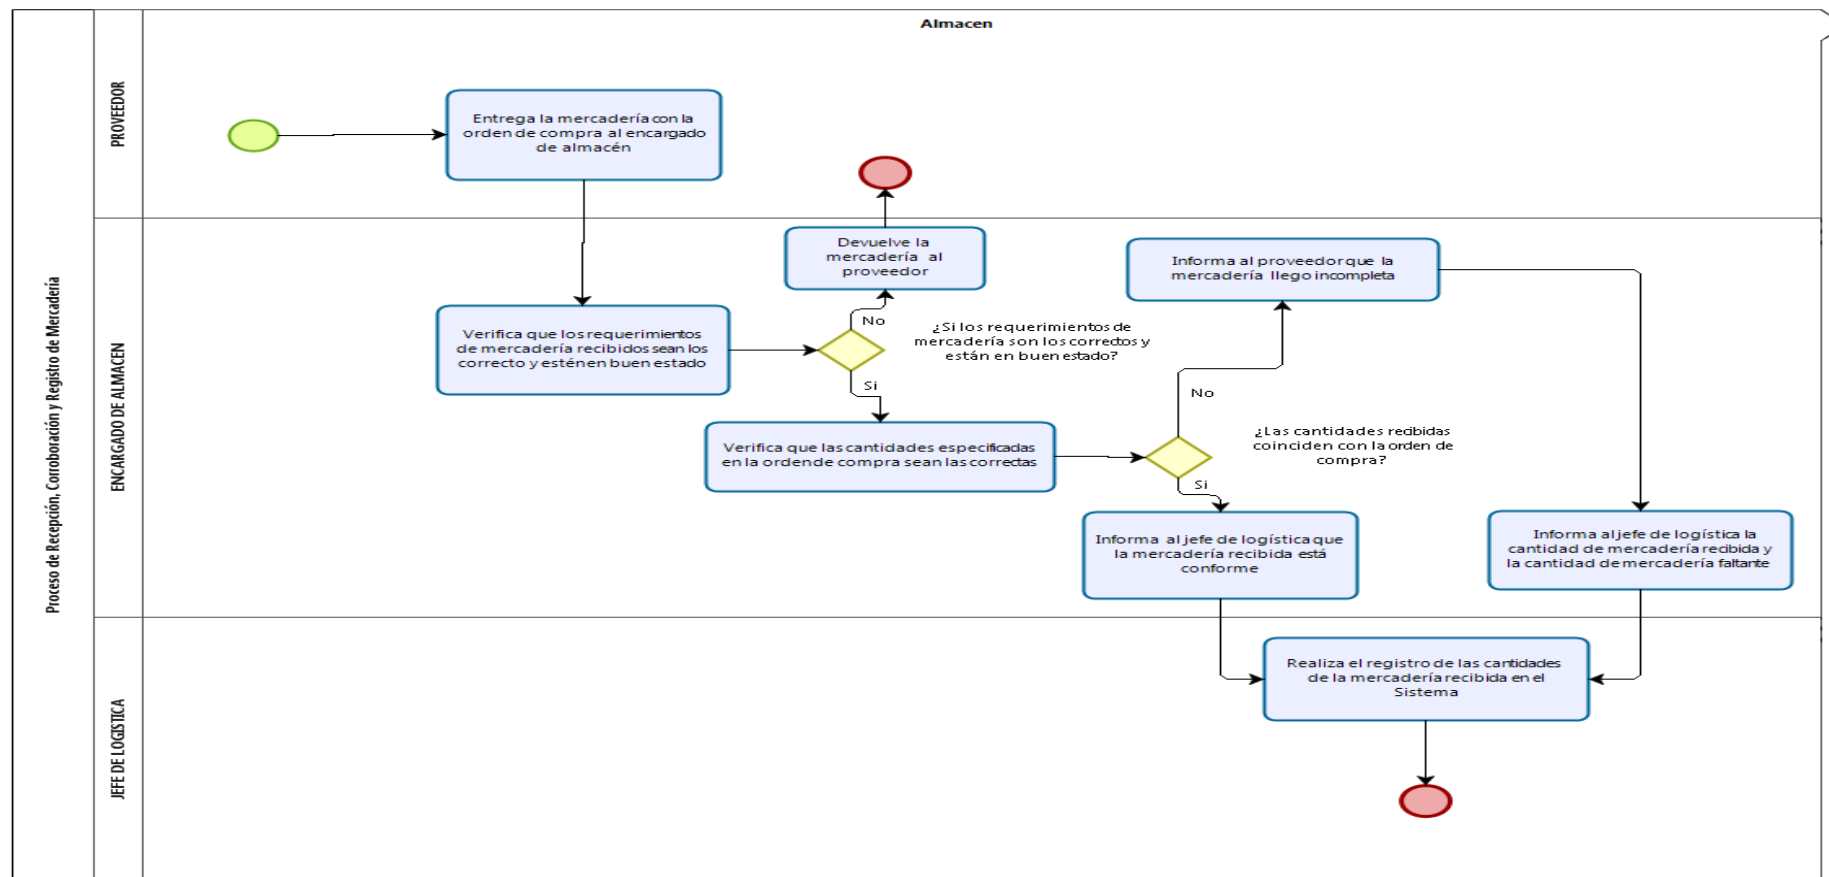 Almacen
Proceso de Recepción, Corroboración y Registro de Mercadería
PROVEEDOR
Entrega la mercadería con la
orden de compra al encargado
de almacén
ENCARGADO DE ALMACEN
Devuelve la
mercadería al
proveedor
Informa al proveedor que la
mercadería llego incompleta
Verifica que los requerimientos
de mercadería recibidos sean los
correcto y estén en buen estado
No
¿Si los requerimientos de
mercadería son los correctos y
están en buen estado?
Si
No
Verifica que las cantidades especificadas
en la orden de compra sean las correctas
¿Las cantidades recibidas
coinciden con la orden de
compra?
Si
Informa al jefe de logística que
la mercadería recibida está
conforme
Informa al jefe de logística la
cantidad de mercadería recibida y
la cantidad de mercadería faltante
JEFE DE LOGISTICA
Realiza el registro de las cantidades
de la mercadería recibida en el
Sistema